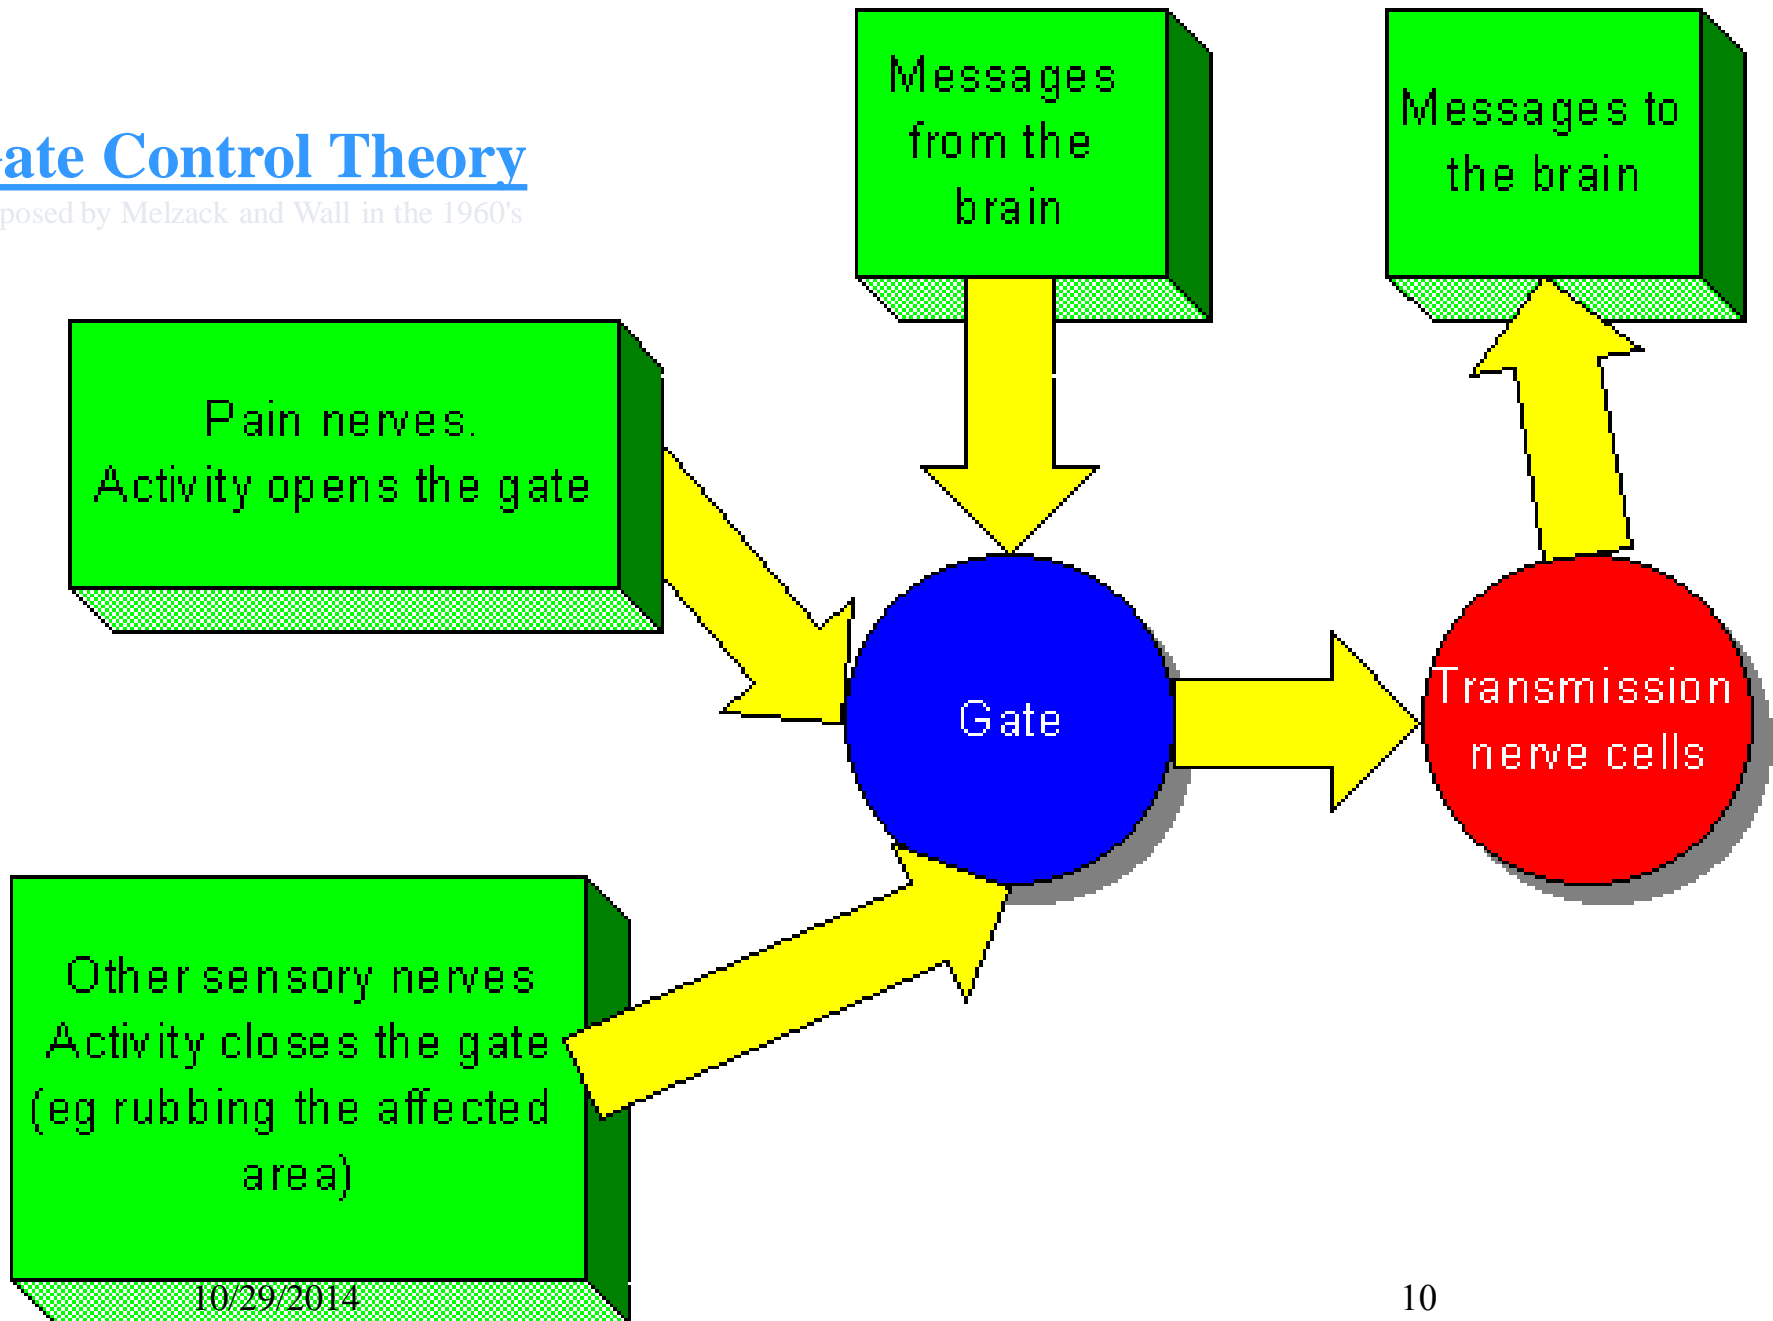 ate Control Theory
posed by Melzack and Wall in the 1960's
Messages
from the
brain
Messages to
the brain
Pain nerves.
Activity opens the gate
Gate
Transmission
nerve cells
Other sensory nerves
Activity closes the gate
(eg rubbing the affected
area)
10/29/2014
10